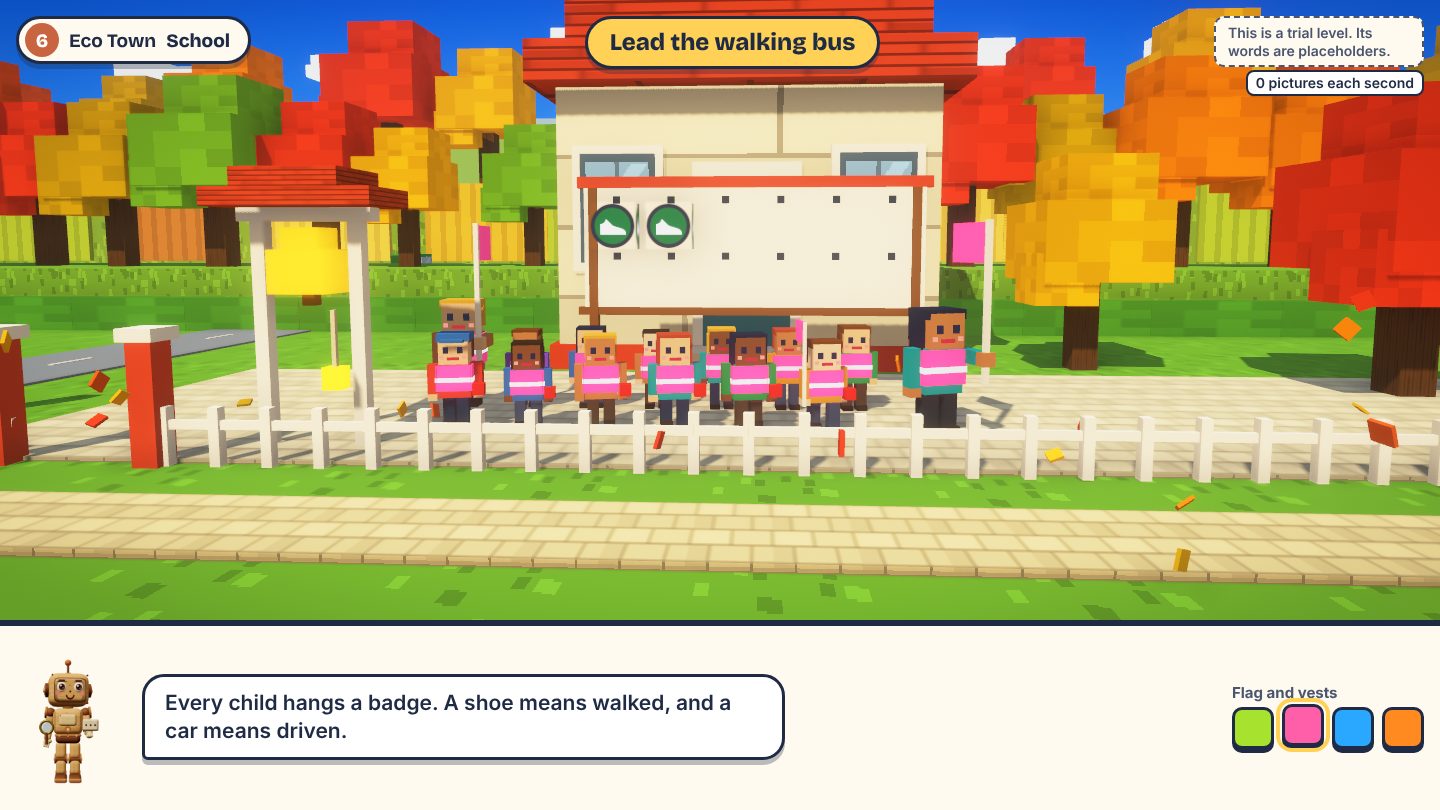 6 Eco Town School
Lead the walking bus
This is a trial level. Its
words are placeholders.
0 pictures each second
Every child hangs a badge. A shoe means walked, and a
car means driven.
Flag and vests